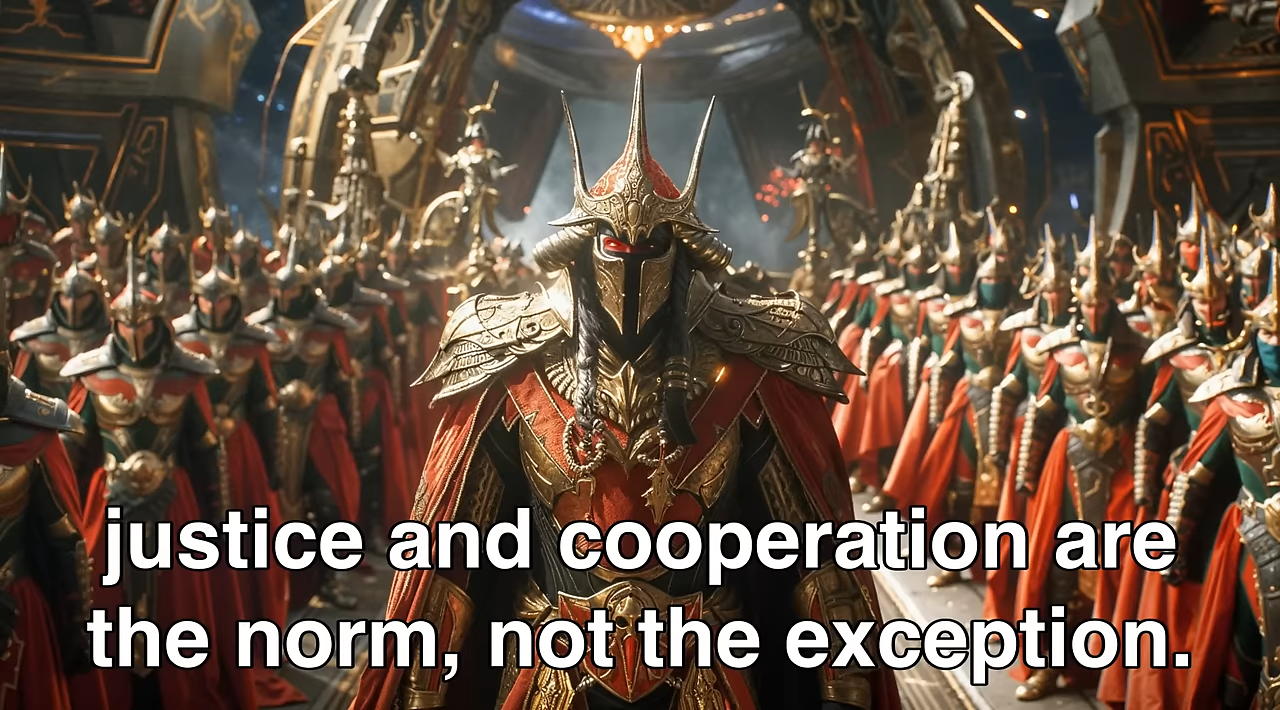 justice and cooperation are
the norm, not the exception.